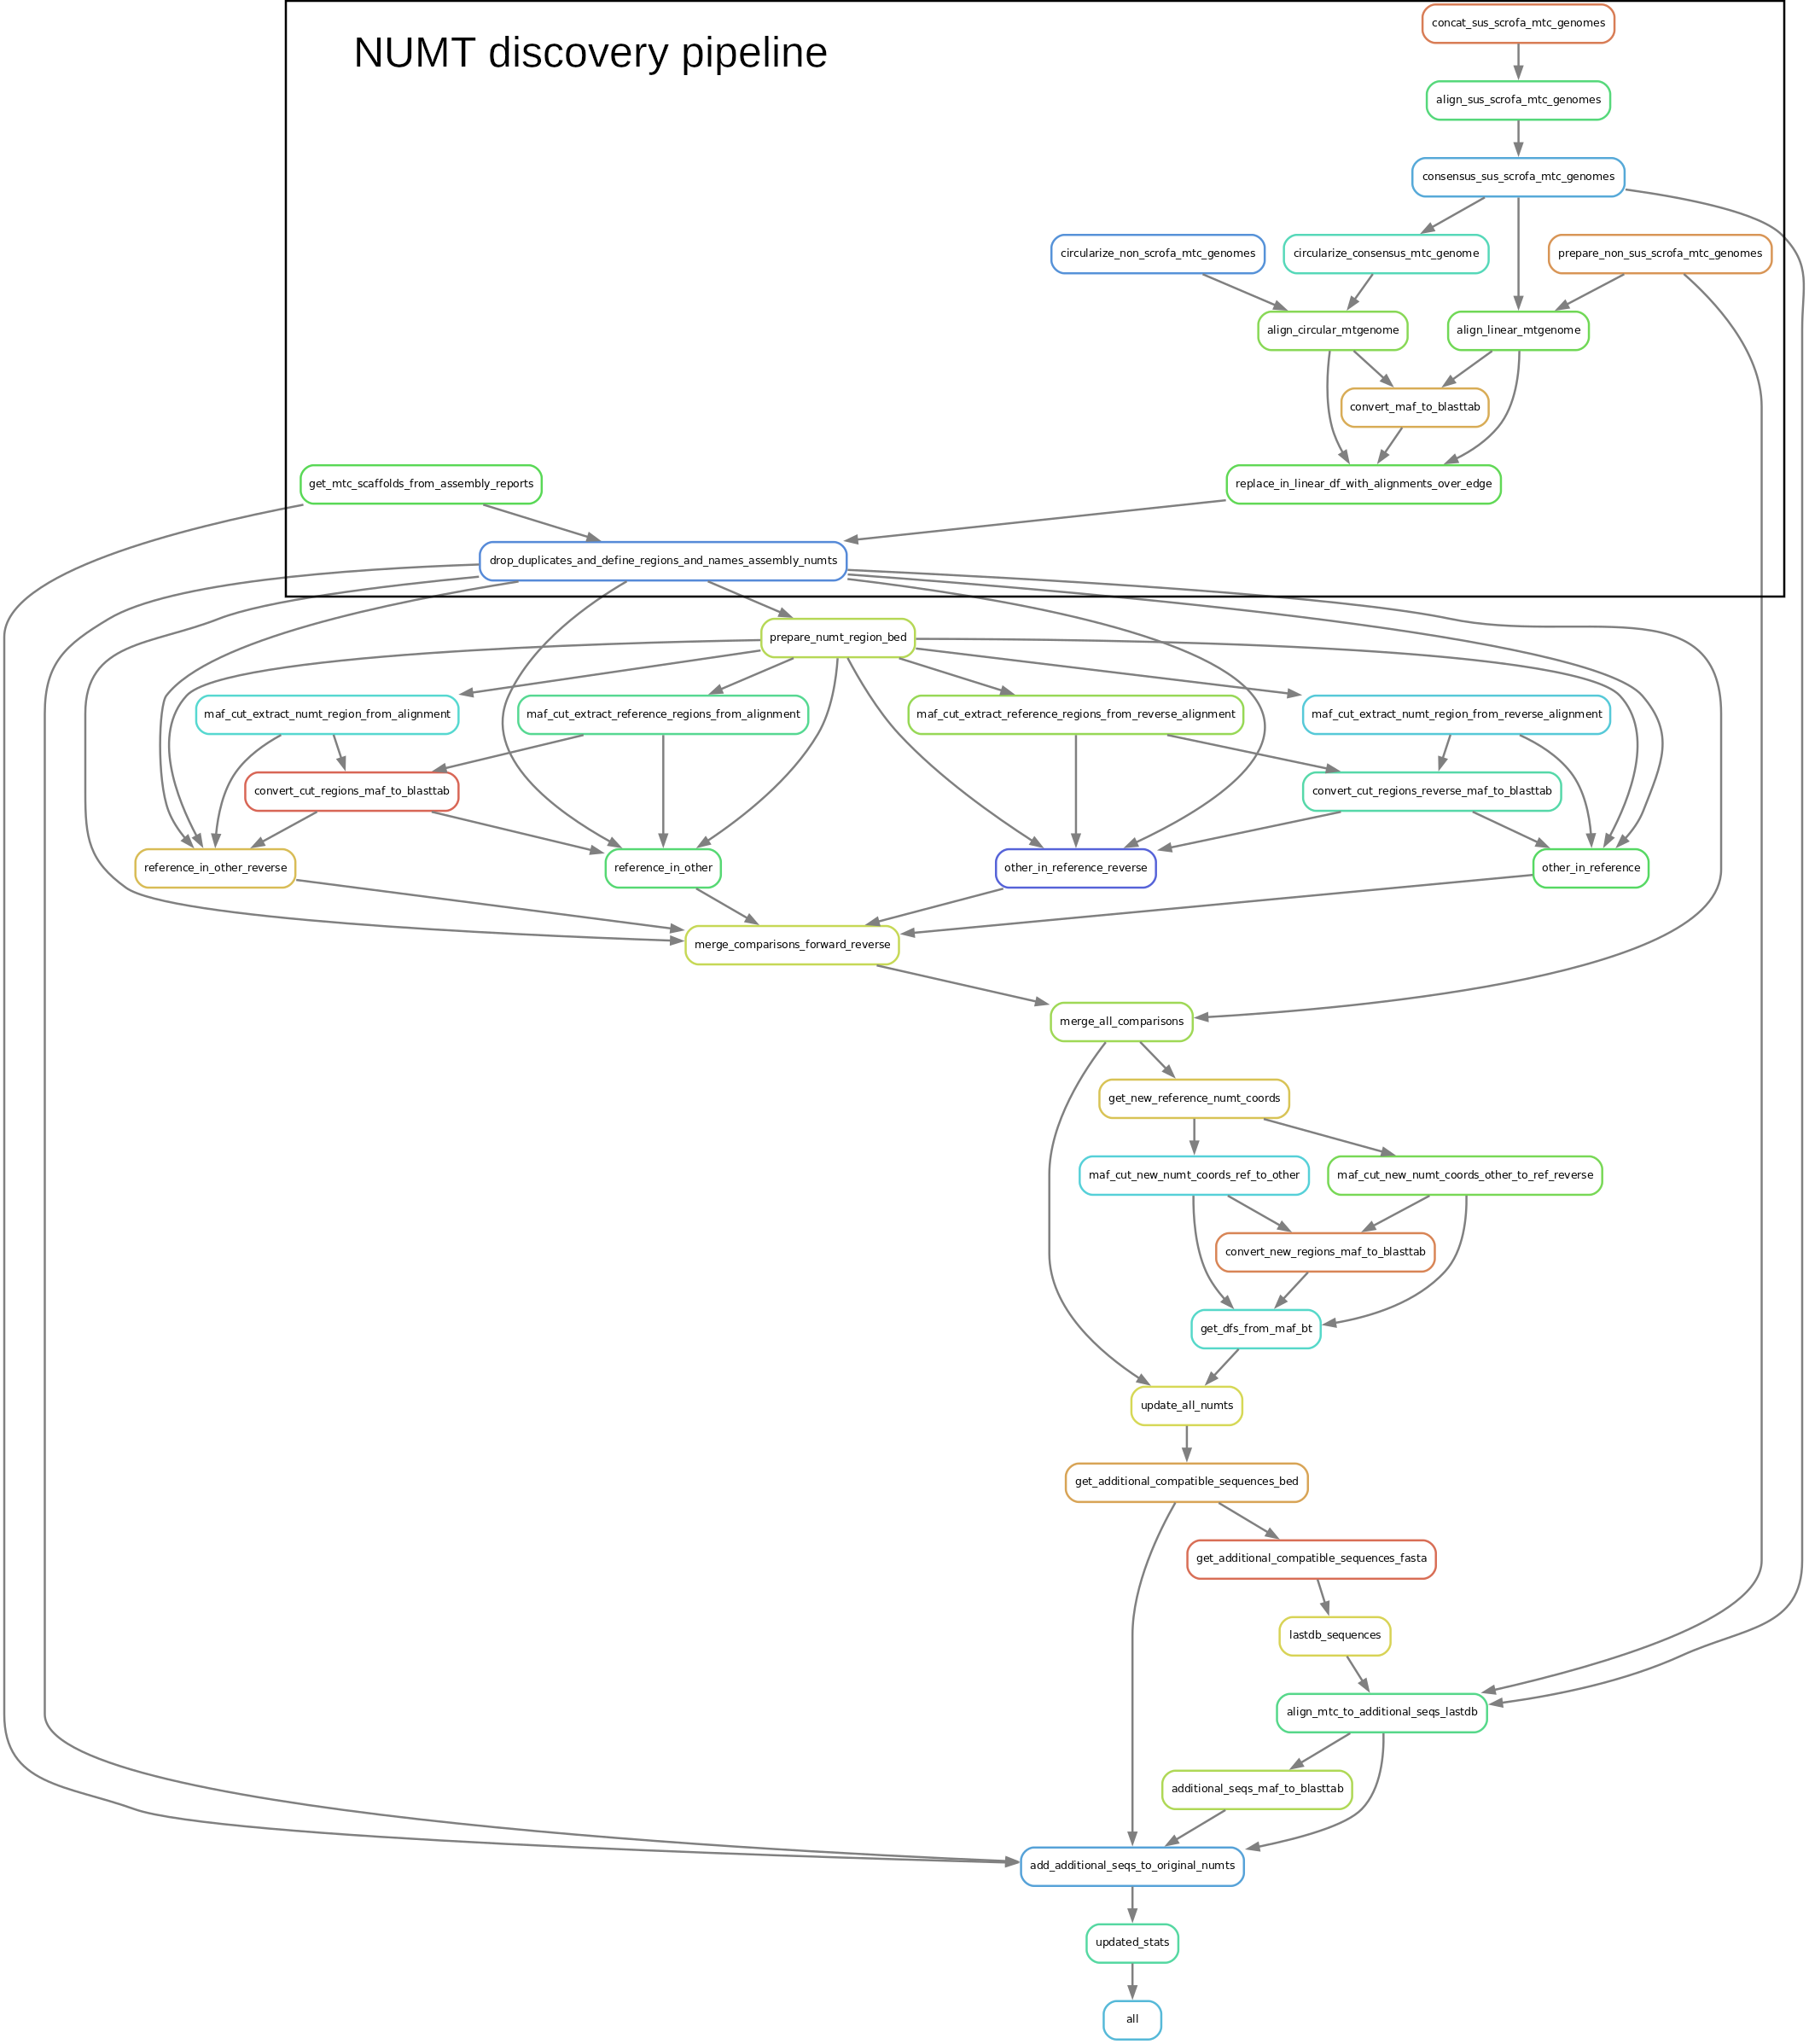 concat_sus_scrofa_mtc_genomes
NUMT discovery pipeline
align_sus_scrofa_mtc_genomes
consensus_sus_scrofa_mtc_genomes
circularize_non_scrofa_mtc_genomes
circularize_consensus_mtc_genome
prepare_non_sus_scrofa_mtc_genomes
align_circular_mtgenome
align_linear_mtgenome
convert_maf_to_blasttab
get_mtc_scaffolds_from_assembly_reports
replace_in_linear_df_with_alignments_over_edge
drop_duplicates_and_define_regions_and_names_assembly_numts
prepare_numt_region_bed
maf_cut_extract_numt_region_from_alignment
maf_cut_extract_reference_regions_from_alignment
maf_cut_extract_reference_regions_from_reverse_alignment
maf_cut_extract_numt_region_from_reverse_alignment
convert_cut_regions_maf_to_blasttab
convert_cut_regions_reverse_maf_to_blasttab
reference_in_other_reverse
reference_in_other
other_in_reference_reverse
other_in_reference
merge_comparisons_forward_reverse
merge_all_comparisons
get_new_reference_numt_coords
maf_cut_new_numt_coords_ref_to_other
maf_cut_new_numt_coords_other_to_ref_reverse
convert_new_regions_maf_to_blasttab
get_dfs_from_maf_bt
update_all_numts
get_additional_compatible_sequences_bed
get_additional_compatible_sequences_fasta
lastdb_sequences
align_mtc_to_additional_seqs_lastdb
additional_seqs_maf_to_blasttab
add_additional_seqs_to_original_numts
updated_stats
all